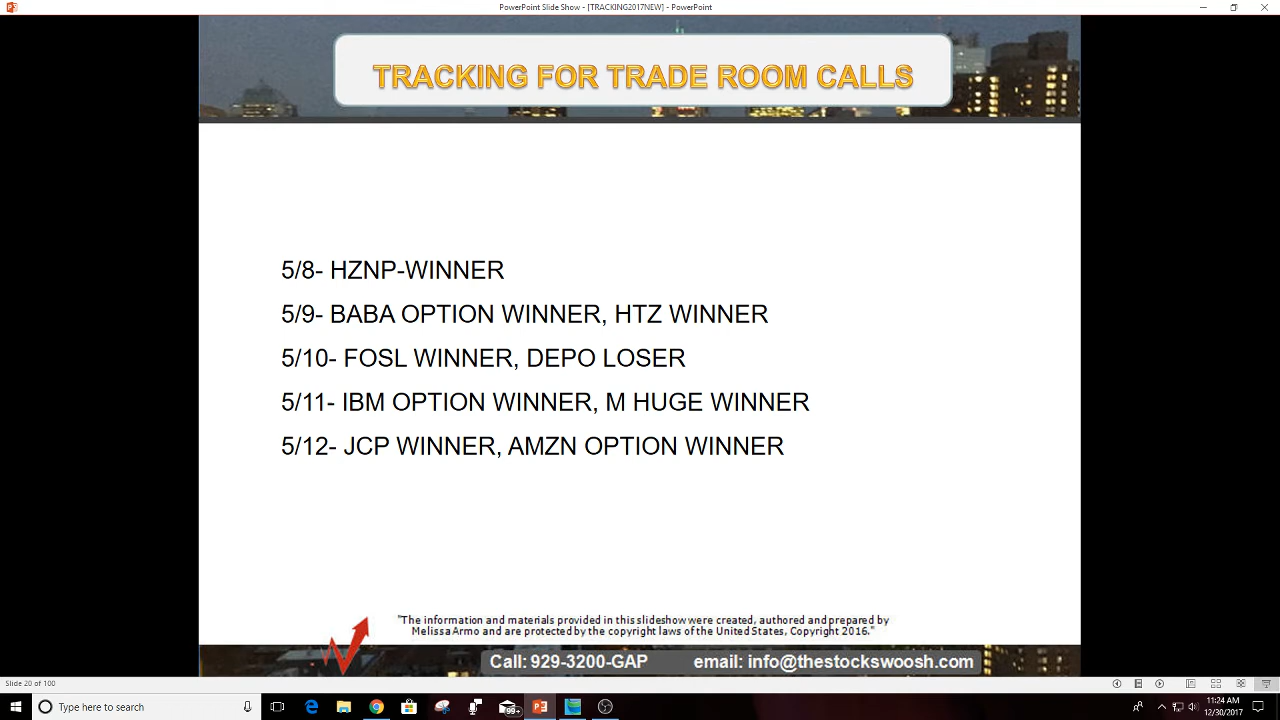 PowerPoint Slide Show - [TRACKING2017NEW] - PowerPoint
TRACKING FOR TRADE ROOM CALLS
5/8- HZNP-WINNER
5/9- BABA OPTION WINNER, HTZ WINNER
5/10- FOSL WINNER, DEPO LOSER
5/11- IBM OPTION WINNER, M HUGE WINNER
5/12- JCP WINNER, AMZN OPTION WINNER
"The information and materials provided in this slideshow were created, authored and prepared by
Melissa Armo and are protected by the copyright laws of the United States, Copyright 2016."
Call: 929-3200-GAP email: info@thestockswoosh.com
Slide 20 of 100
Type here to search
99+
11:24 AM
12/30/2017